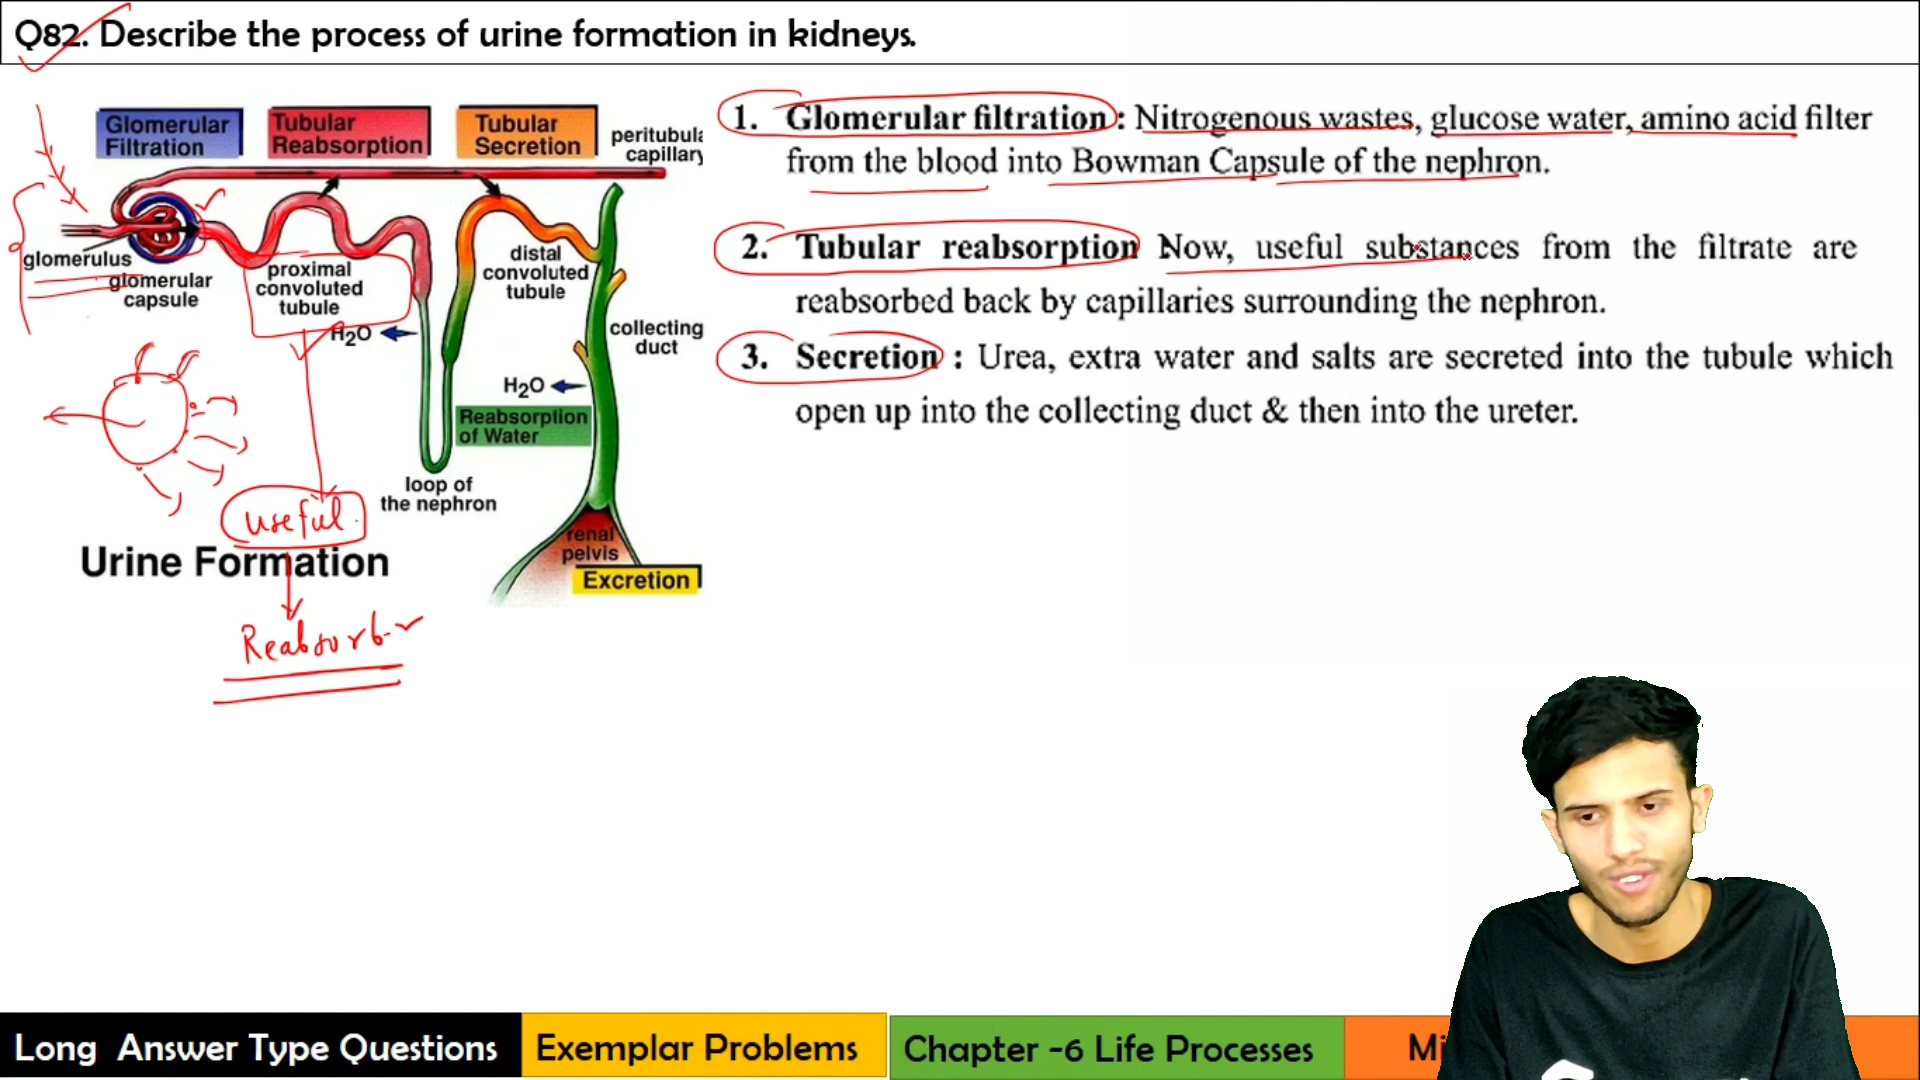 Q82. Describe the process of urine formation in kidneys.
Glomerular
Filtration
Tubular
Reabsorption
Tubular
Secretion
peritubula
capillary
glomerulus
glomerular
capsule
proximal
convoluted
tubule
H₂O
distal
convoluted
tubule
collecting
duct
H₂O
Reabsorption
of Water
loop of
the nephron
renal
pelvis
Excretion
useful
Urine Formation
Reabsorb
1. Glomerular filtration : Nitrogenous wastes, glucose water, amino acid filter
from the blood into Bowman Capsule of the nephron.
2. Tubular reabsorption Now, useful substances from the filtrate are
reabsorbed back by capillaries surrounding the nephron.
3. Secretion : Urea, extra water and salts are secreted into the tubule which
open up into the collecting duct & then into the ureter.
Long Answer Type Questions
Exemplar Problems
Chapter -6 Life Processes
Mi